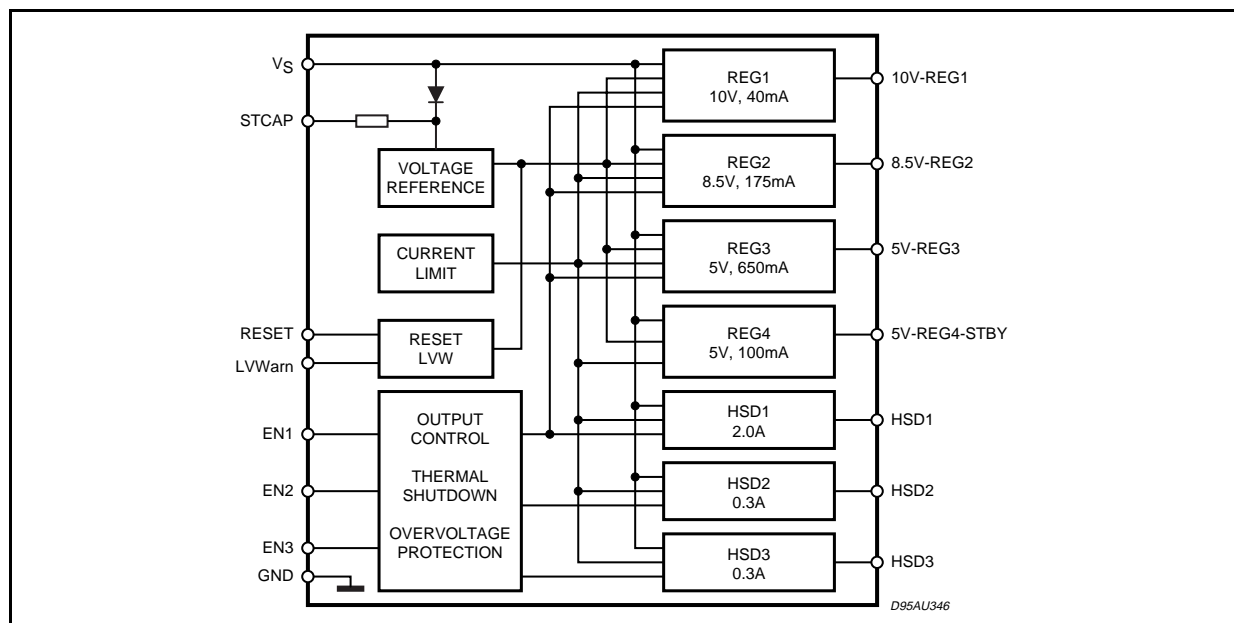 VS
STCAP
RESET
LVWarn
EN1
EN2
EN3
GND
VOLTAGE
REFERENCE
CURRENT
LIMIT
RESET
LVW
OUTPUT
CONTROL
THERMAL
SHUTDOWN
OVERVOLTAGE
PROTECTION
REG1
10V, 40mA
REG2
8.5V, 175mA
REG3
5V, 650mA
REG4
5V, 100mA
HSD1
2.0A
HSD2
0.3A
HSD3
0.3A
10V-REG1
8.5V-REG2
5V-REG3
5V-REG4-STBY
HSD1
HSD2
HSD3
D95AU346